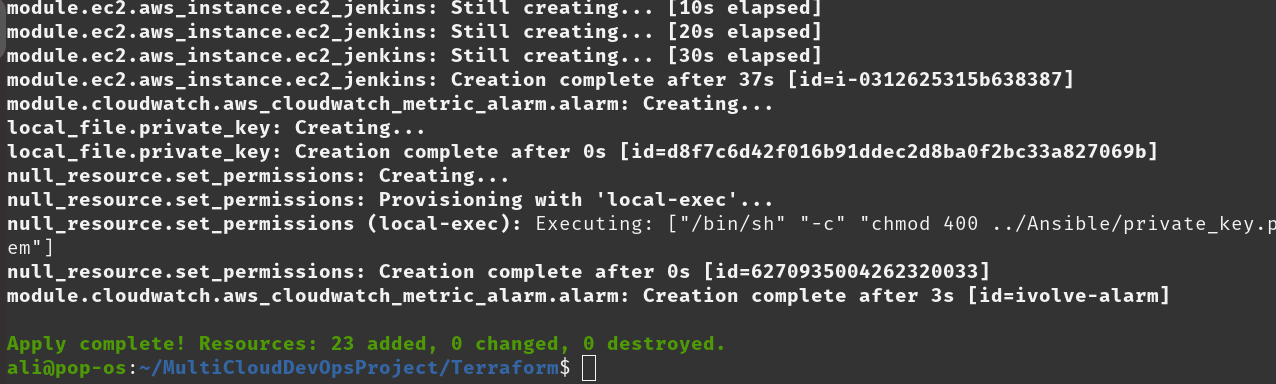 module.ec2.aws_instance.ec2_jenkins: Still creating... [10s elapsed]
module.ec2.aws_instance.ec2_jenkins: Still creating... [20s elapsed]
module.ec2.aws_instance.ec2_jenkins: Still creating... [30s elapsed]
module.ec2.aws_instance.ec2_jenkins: Creation complete after 37s [id=i-0312625315b638387]
module.cloudwatch.aws_cloudwatch_metric_alarm.alarm: Creating...
local_file.private_key: Creating...
local_file.private_key: Creation complete after 0s [id=d8f7c6d42f016b91ddec2d8ba0f2bc33a827069b]
null_resource.set_permissions: Creating...
null_resource.set_permissions: Provisioning with 'local-exec'...
null_resource.set_permissions (local-exec): Executing: ["/bin/sh" "-c" "chmod 400 ../Ansible/private_key.p
em"]
null_resource.set_permissions: Creation complete after 0s [id=6270935004262320033]
module.cloudwatch.aws_cloudwatch_metric_alarm.alarm: Creation complete after 3s [id=ivolve-alarm]
Apply complete! Resources: 23 added, 0 changed, 0 destroyed.
ali@pop-os:~/MultiCloudDevOpsProject/Terraform$